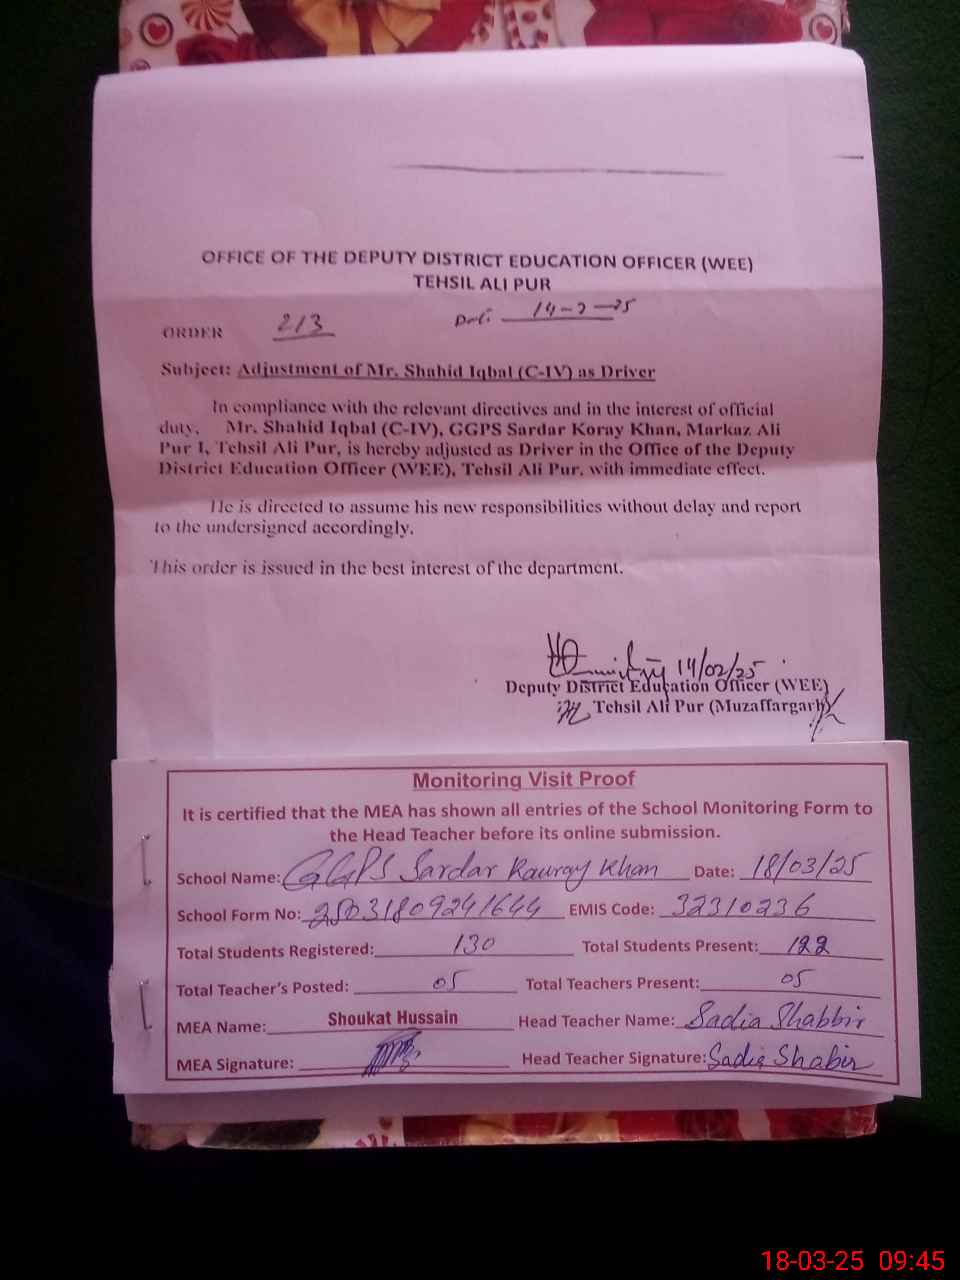 OFFICE OF THE DEPUTY DISTRICT EDUCATION OFFICER (WEE)
TEHSIL ALI PUR
ORDER 213 14-2-25
Subject: Adjustment of Mr. Shahid Iqbal (C-IV) as Driver
In compliance with the relevant directives and in the interest of official
duty, Mr. Shahid Iqbal (C-IV), GGPS Sardar Koray Khan, Markaz Ali
Pur I, Tehsil Ali Pur, is hereby adjusted as Driver in the Office of the Deputy
District Education Officer (WEE), Tehsil Ali Pur, with immediate effect.
He is directed to assume his new responsibilities without delay and report
to the undersigned accordingly.
This order is issued in the best interest of the department.
14/02/25
Deputy District Education Officer (WEE)
Tehsil Ali Pur (Muzaffargarh)
Monitoring Visit Proof
It is certified that the MEA has shown all entries of the School Monitoring Form to
the Head Teacher before its online submission.
School Name: GGPS Sardar Kauray Khan Date: 18/03/25
School Form No: 25031809241644 EMIS Code: 32310236
Total Students Registered: 130 Total Students Present: 122
Total Teacher's Posted: 05 Total Teachers Present: 05
MEA Name: Shoukat Hussain Head Teacher Name: Sadia Shabbir
MEA Signature: Head Teacher Signature: Sadia Shabir
18-03-25 09:45